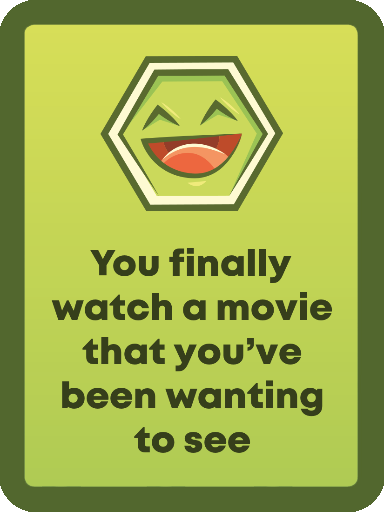 You finally
watch a movie
that you’ve
been wanting
to see